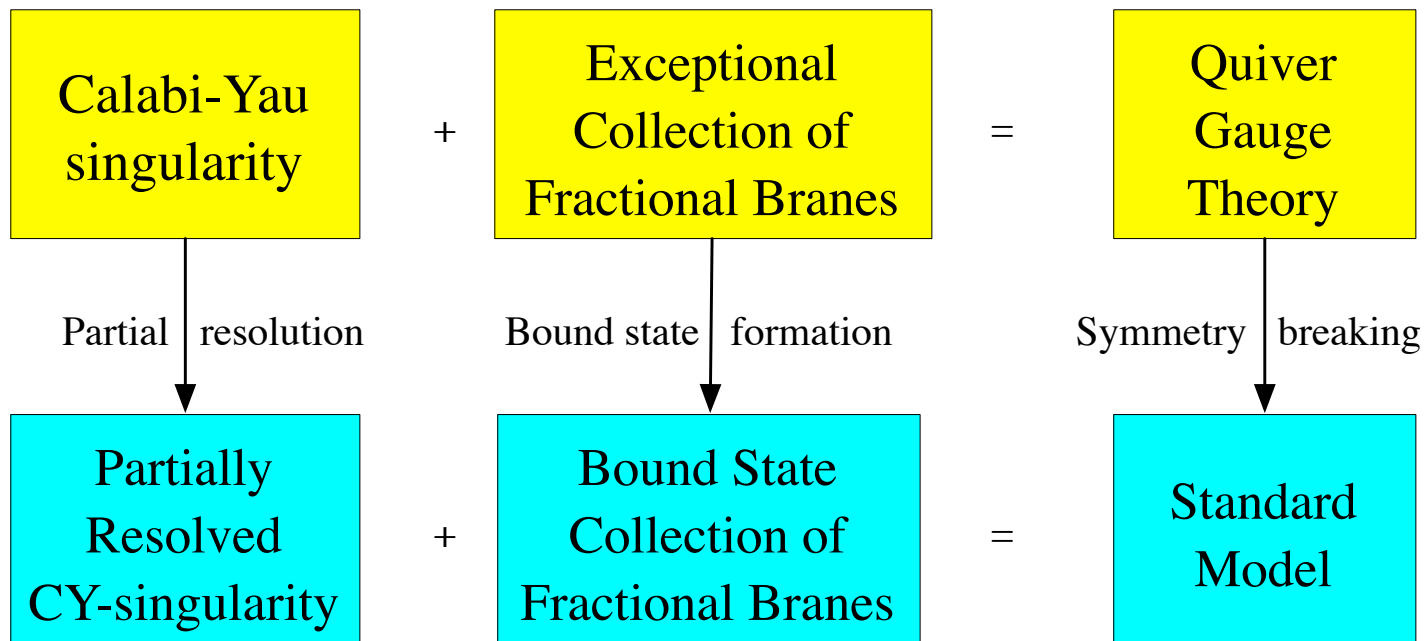 Calabi-Yau
singularity
+
Exceptional
Collection of
Fractional Branes
=
Quiver
Gauge
Theory
Partial resolution
Bound state formation
Symmetry breaking
Partially
Resolved
CY-singularity
+
Bound State
Collection of
Fractional Branes
=
Standard
Model